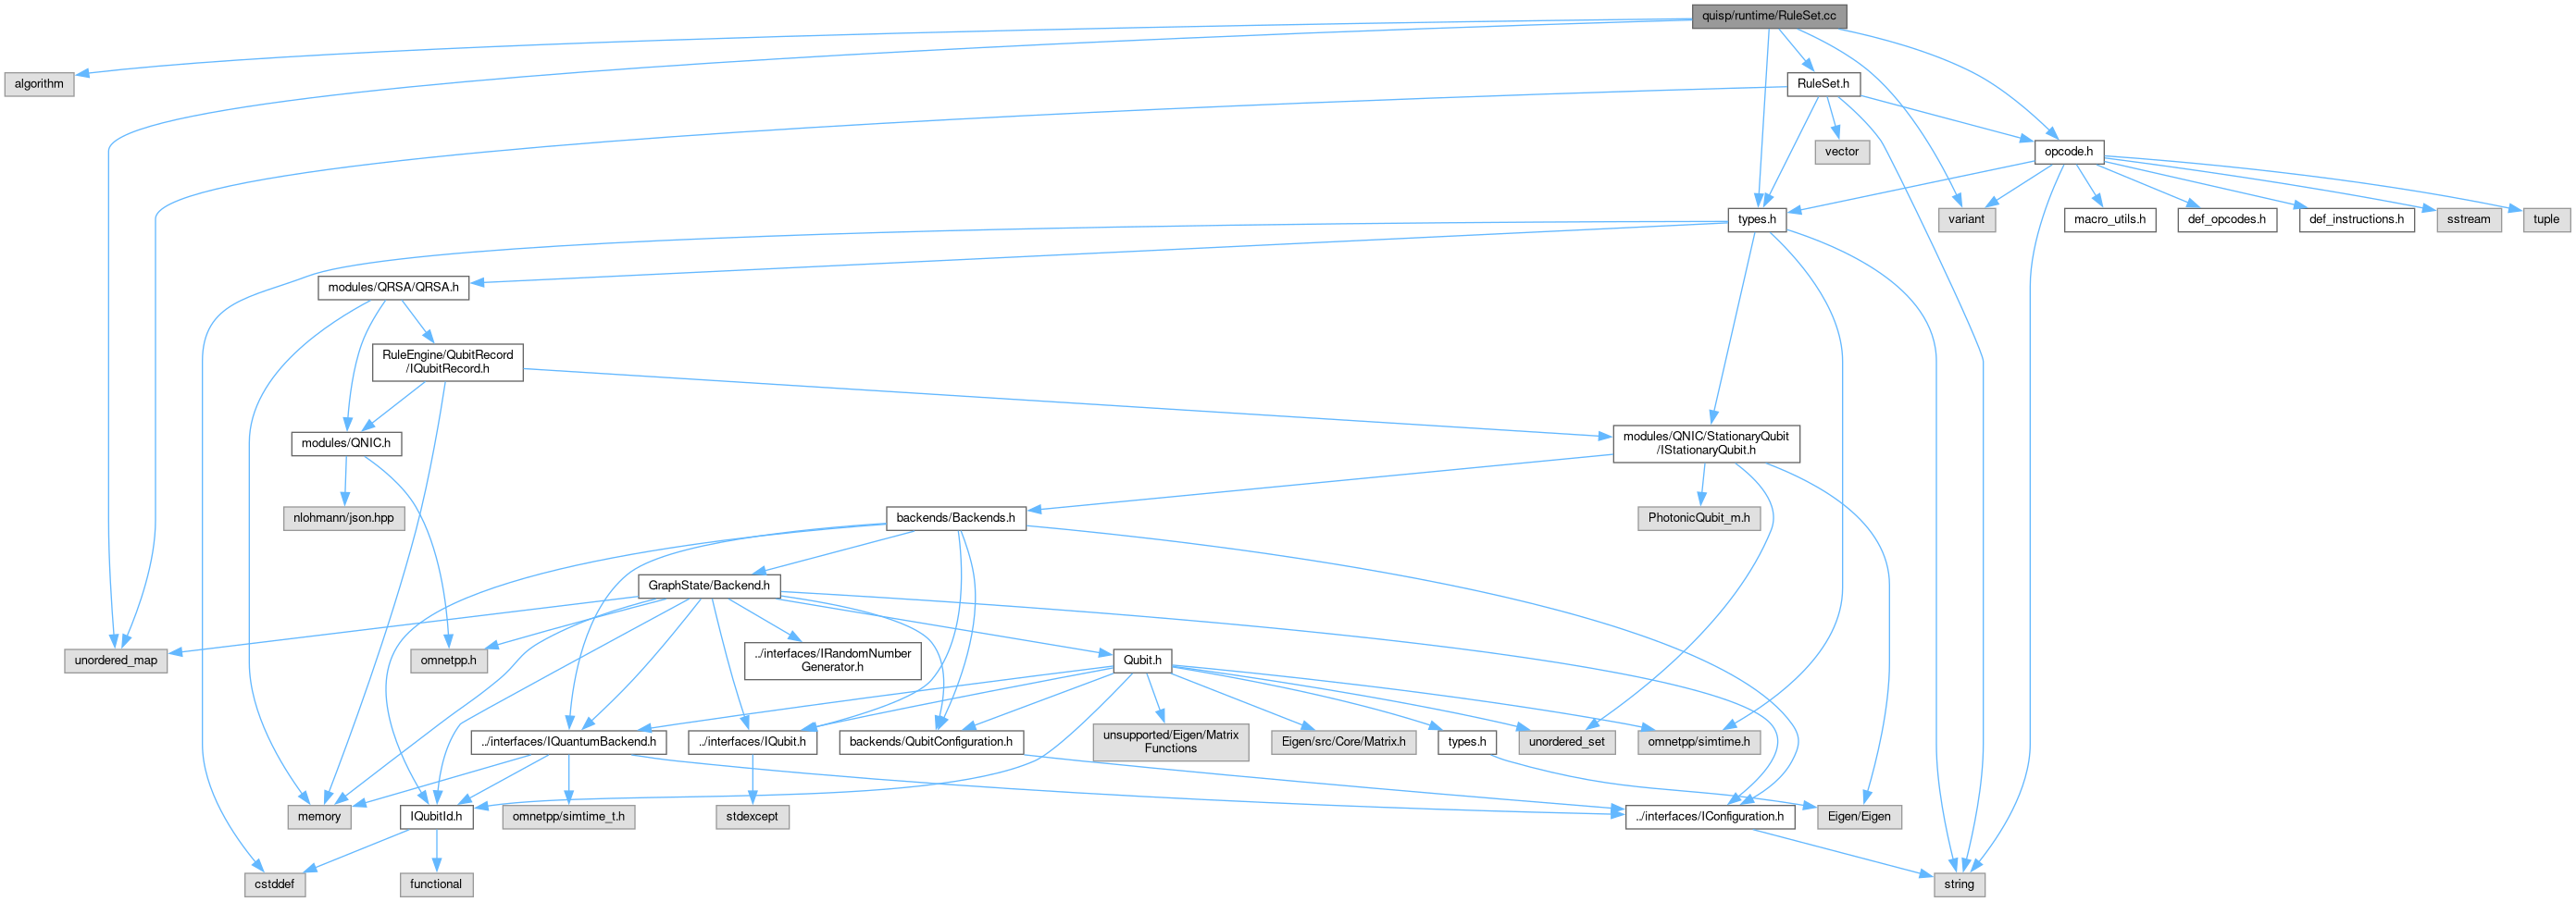 quisp/runtime/RuleSet.cc
algorithm
RuleSet.h
vector
opcode.h
types.h
variant
macro_utils.h
def_opcodes.h
def_instructions.h
sstream
tuple
modules/QRSA/QRSA.h
RuleEngine/QubitRecord
/IQubitRecord.h
modules/QNIC.h
modules/QNIC/StationaryQubit
/IStationaryQubit.h
nlohmann/json.hpp
backends/Backends.h
PhotonicQubit_m.h
GraphState/Backend.h
unordered_map
omnetpp.h
../interfaces/IRandomNumber
Generator.h
Qubit.h
../interfaces/IQuantumBackend.h
../interfaces/IQubit.h
backends/QubitConfiguration.h
unsupported/Eigen/Matrix
Functions
Eigen/src/Core/Matrix.h
types.h
unordered_set
omnetpp/simtime.h
memory
IQubitId.h
omnetpp/simtime_t.h
stdexcept
../interfaces/IConfiguration.h
Eigen/Eigen
cstddef
functional
string